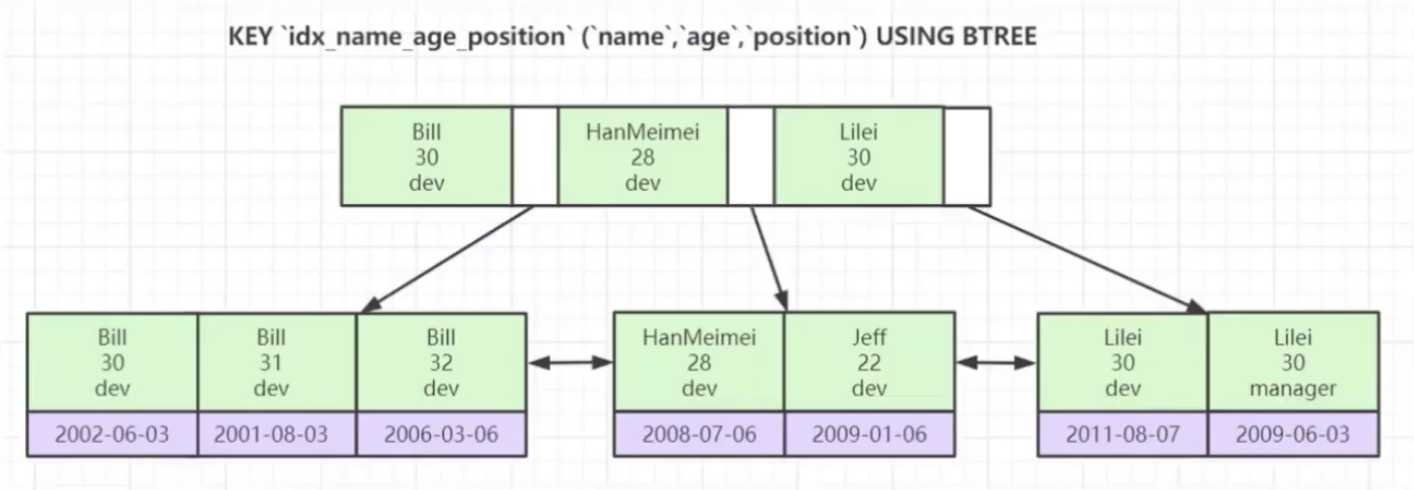 KEY `idx_name_age_position` (`name`,`age`,`position`) USING BTREE
Bill
30
dev
HanMeimei
28
dev
Lilei
30
dev
Bill
30
dev
2002-06-03
Bill
31
dev
2001-08-03
Bill
32
dev
2006-03-06
HanMeimei
28
dev
2008-07-06
Jeff
22
dev
2009-01-06
Lilei
30
dev
2011-08-07
Lilei
30
manager
2009-06-03